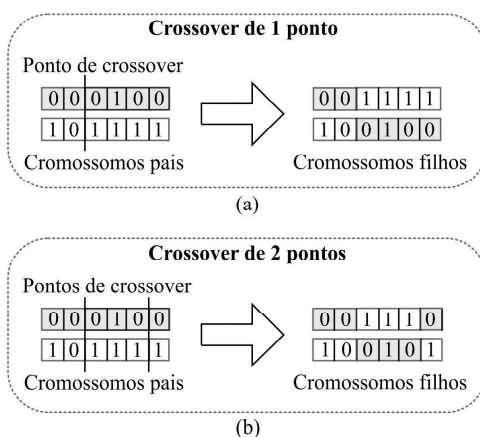 Crossover de 1 ponto
Ponto de crossover
0 0 0 1 0 0
1 0 1 1 1 1
Cromossomos pais
0 0 1 1 1 1
1 0 0 1 0 0
Cromossomos filhos
(a)
Crossover de 2 pontos
Pontos de crossover
0 0 0 1 0 0
1 0 1 1 1 1
Cromossomos pais
0 0 1 1 1 0
1 0 0 1 0 1
Cromossomos filhos
(b)